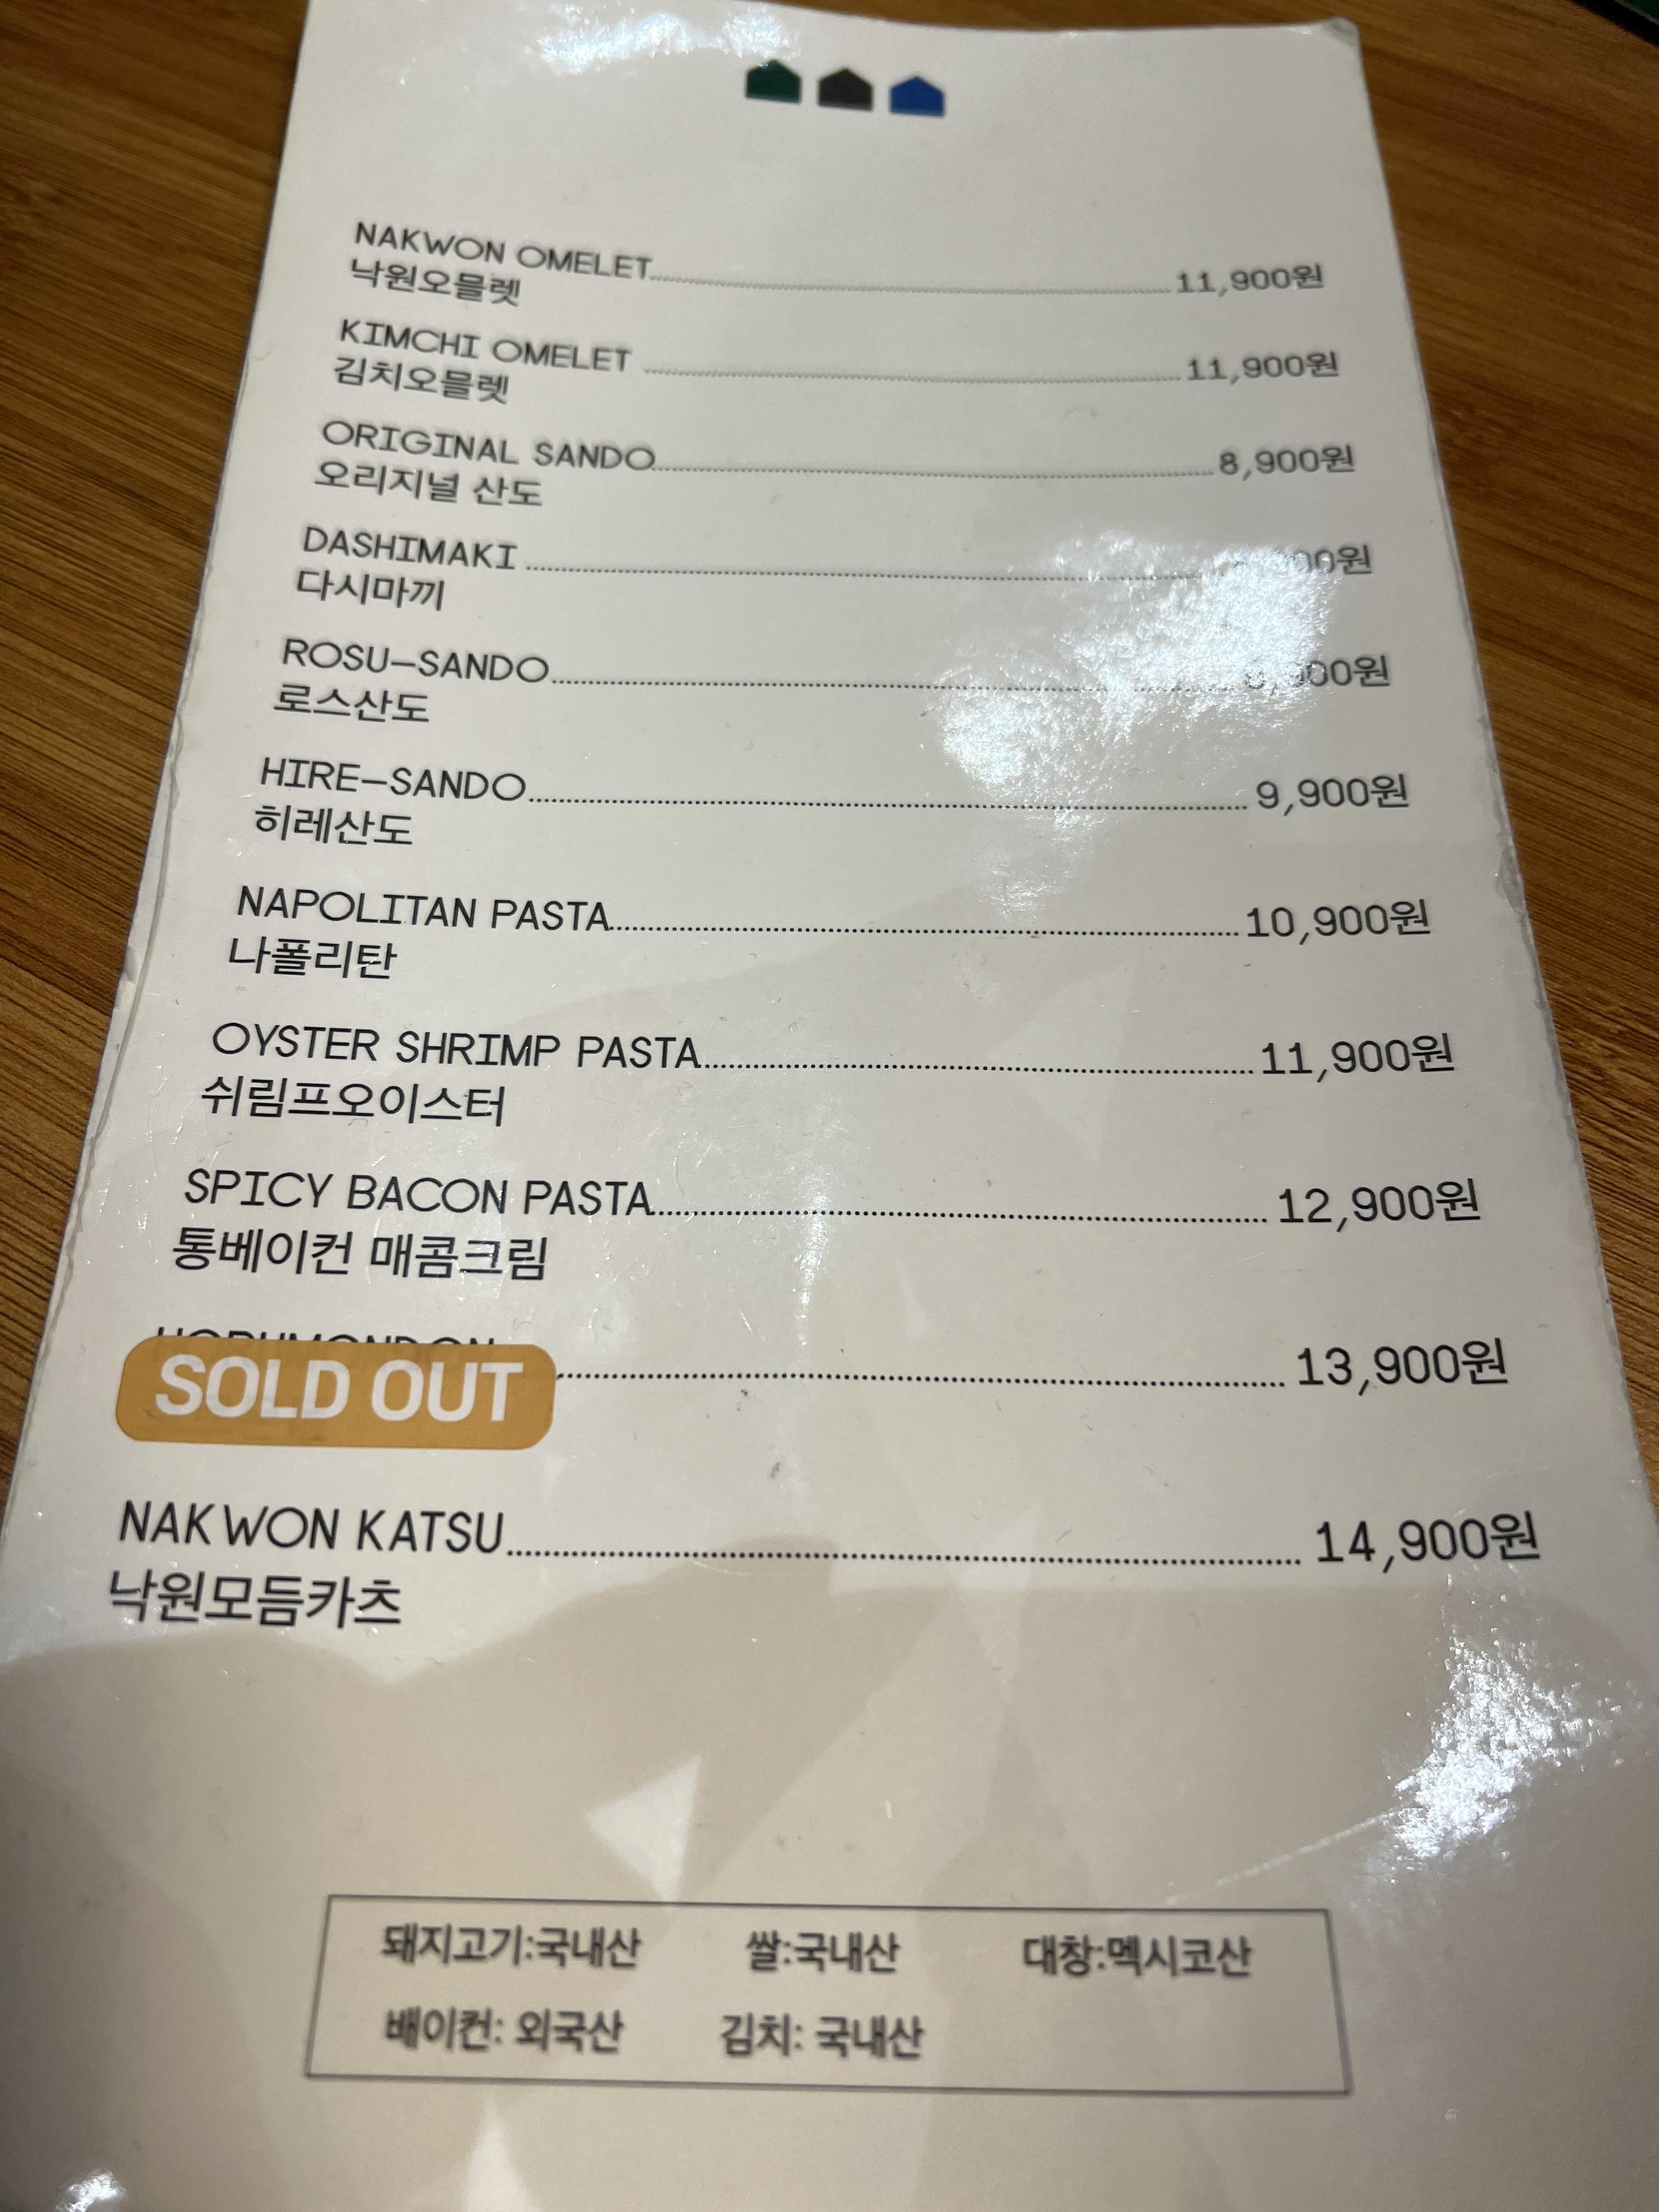 NAKWON OMELET 11,900원
낙원오믈렛
KIMCHI OMELET 11,900원
김치오믈렛
ORIGINAL SANDO 8,900원
오리지널 산도
DASHIMAKI
다시마끼
ROSU-SANDO
로스산도
HIRE-SANDO 9,900원
히레산도
NAPOLITAN PASTA 10,900원
나폴리탄
OYSTER SHRIMP PASTA 11,900원
쉬림프오이스터
SPICY BACON PASTA 12,900원
통베이컨 매콤크림
SOLD OUT 13,900원
NAKWON KATSU 14,900원
낙원모듬카츠
돼지고기:국내산 쌀:국내산 대창:멕시코산
배이컨: 외국산 김치: 국내산